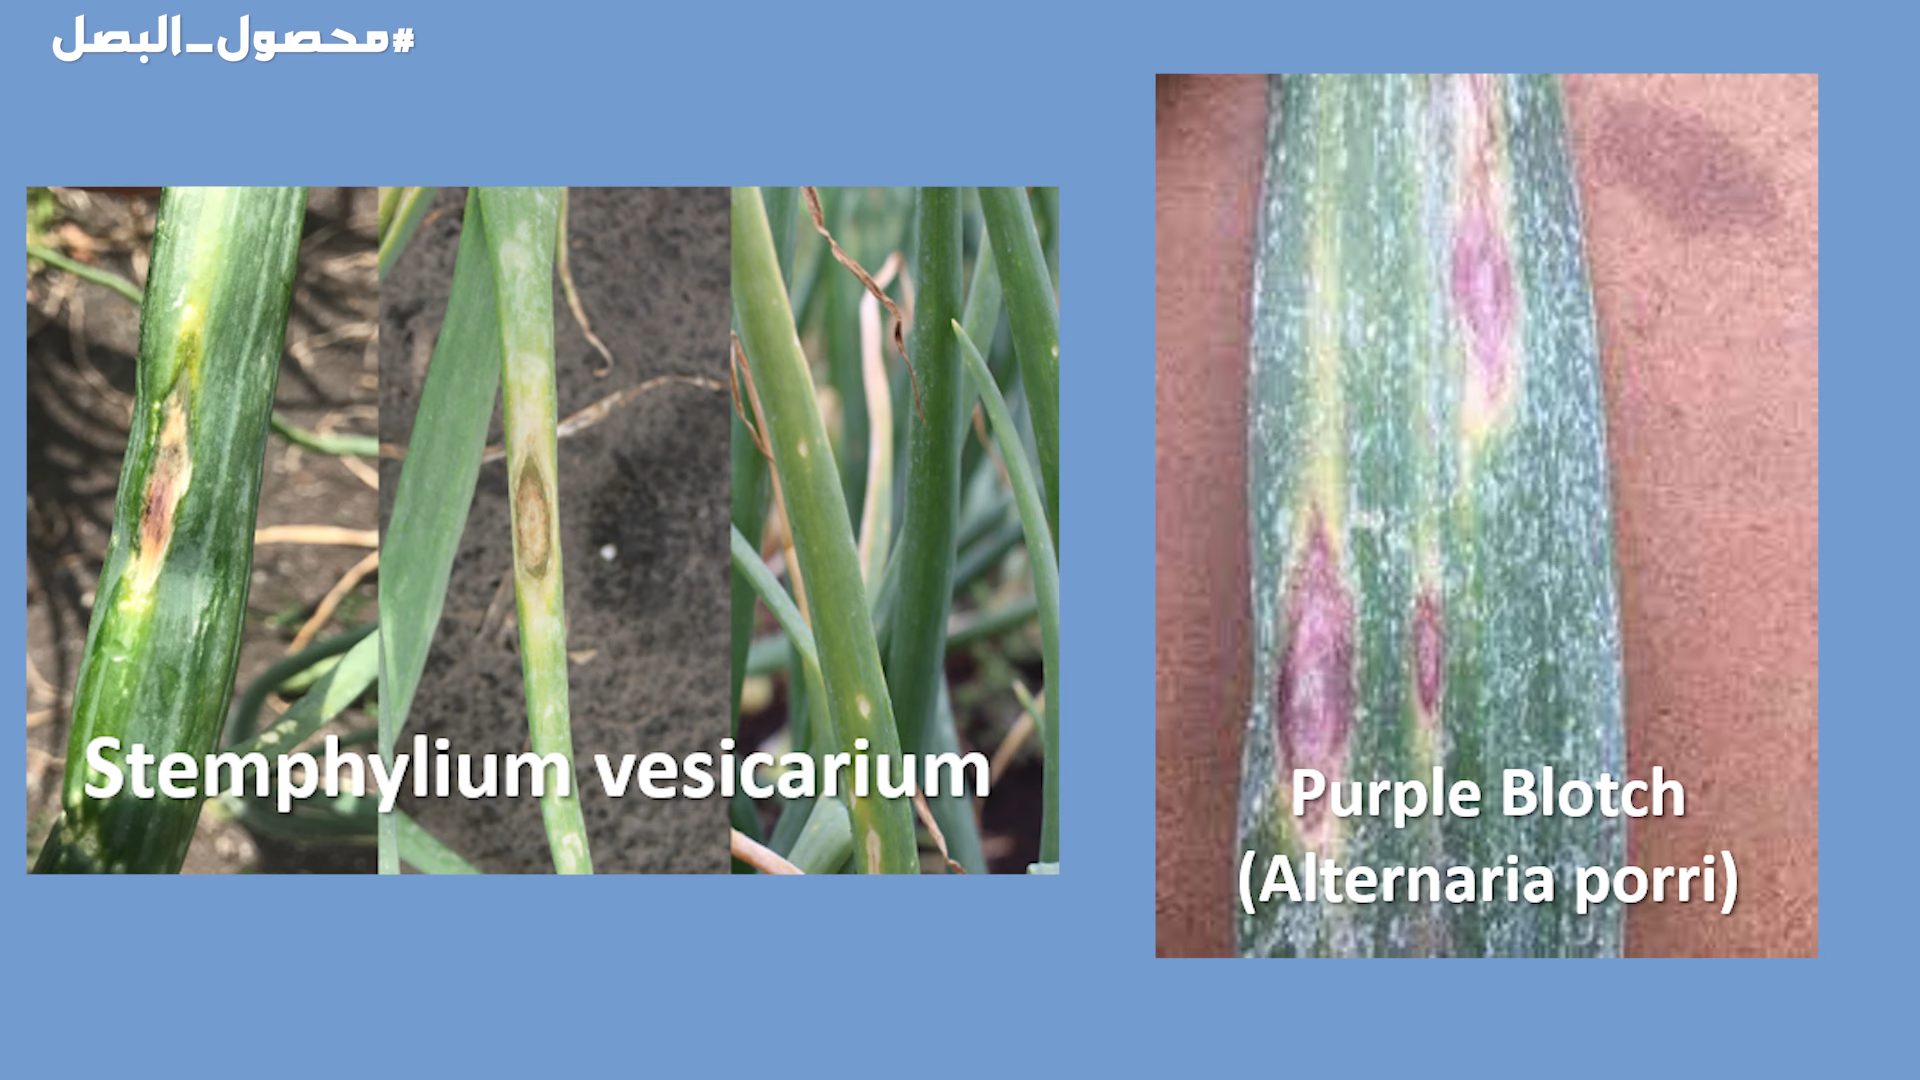 #محصول_البصل
Stemphylium vesicarium
Purple Blotch
(Alternaria porri)